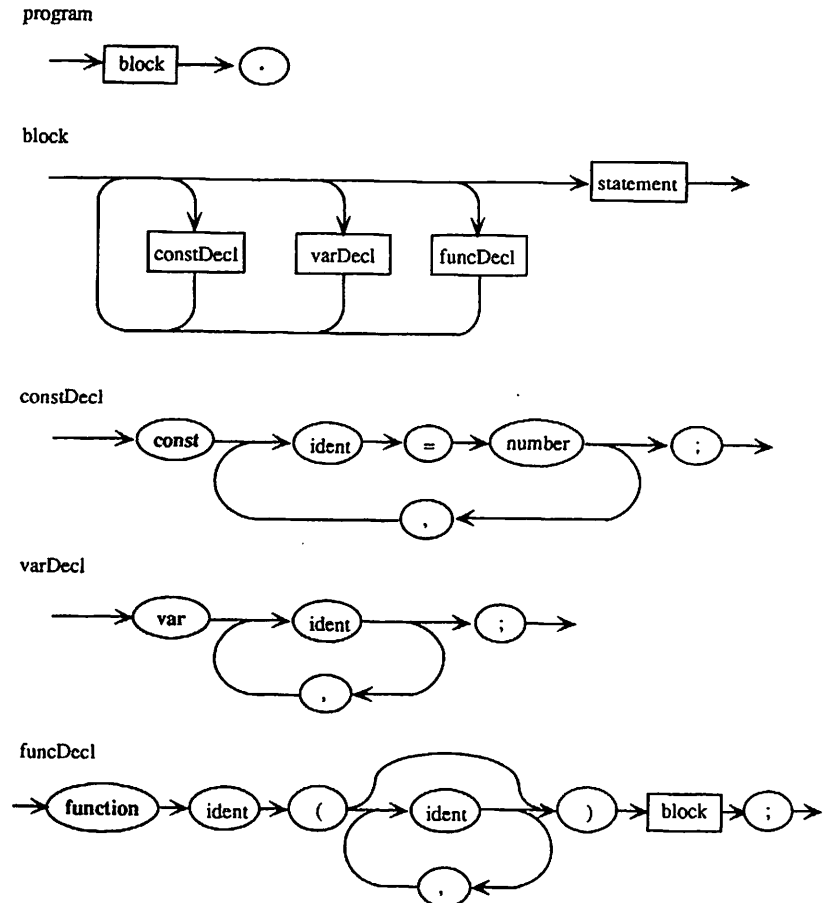 program
block .
block
statement
constDecl varDecl funcDecl
constDecl
const ident = number ;
,
varDecl
var ident ;
,
funcDecl
function ident ( ident ) block ;
,